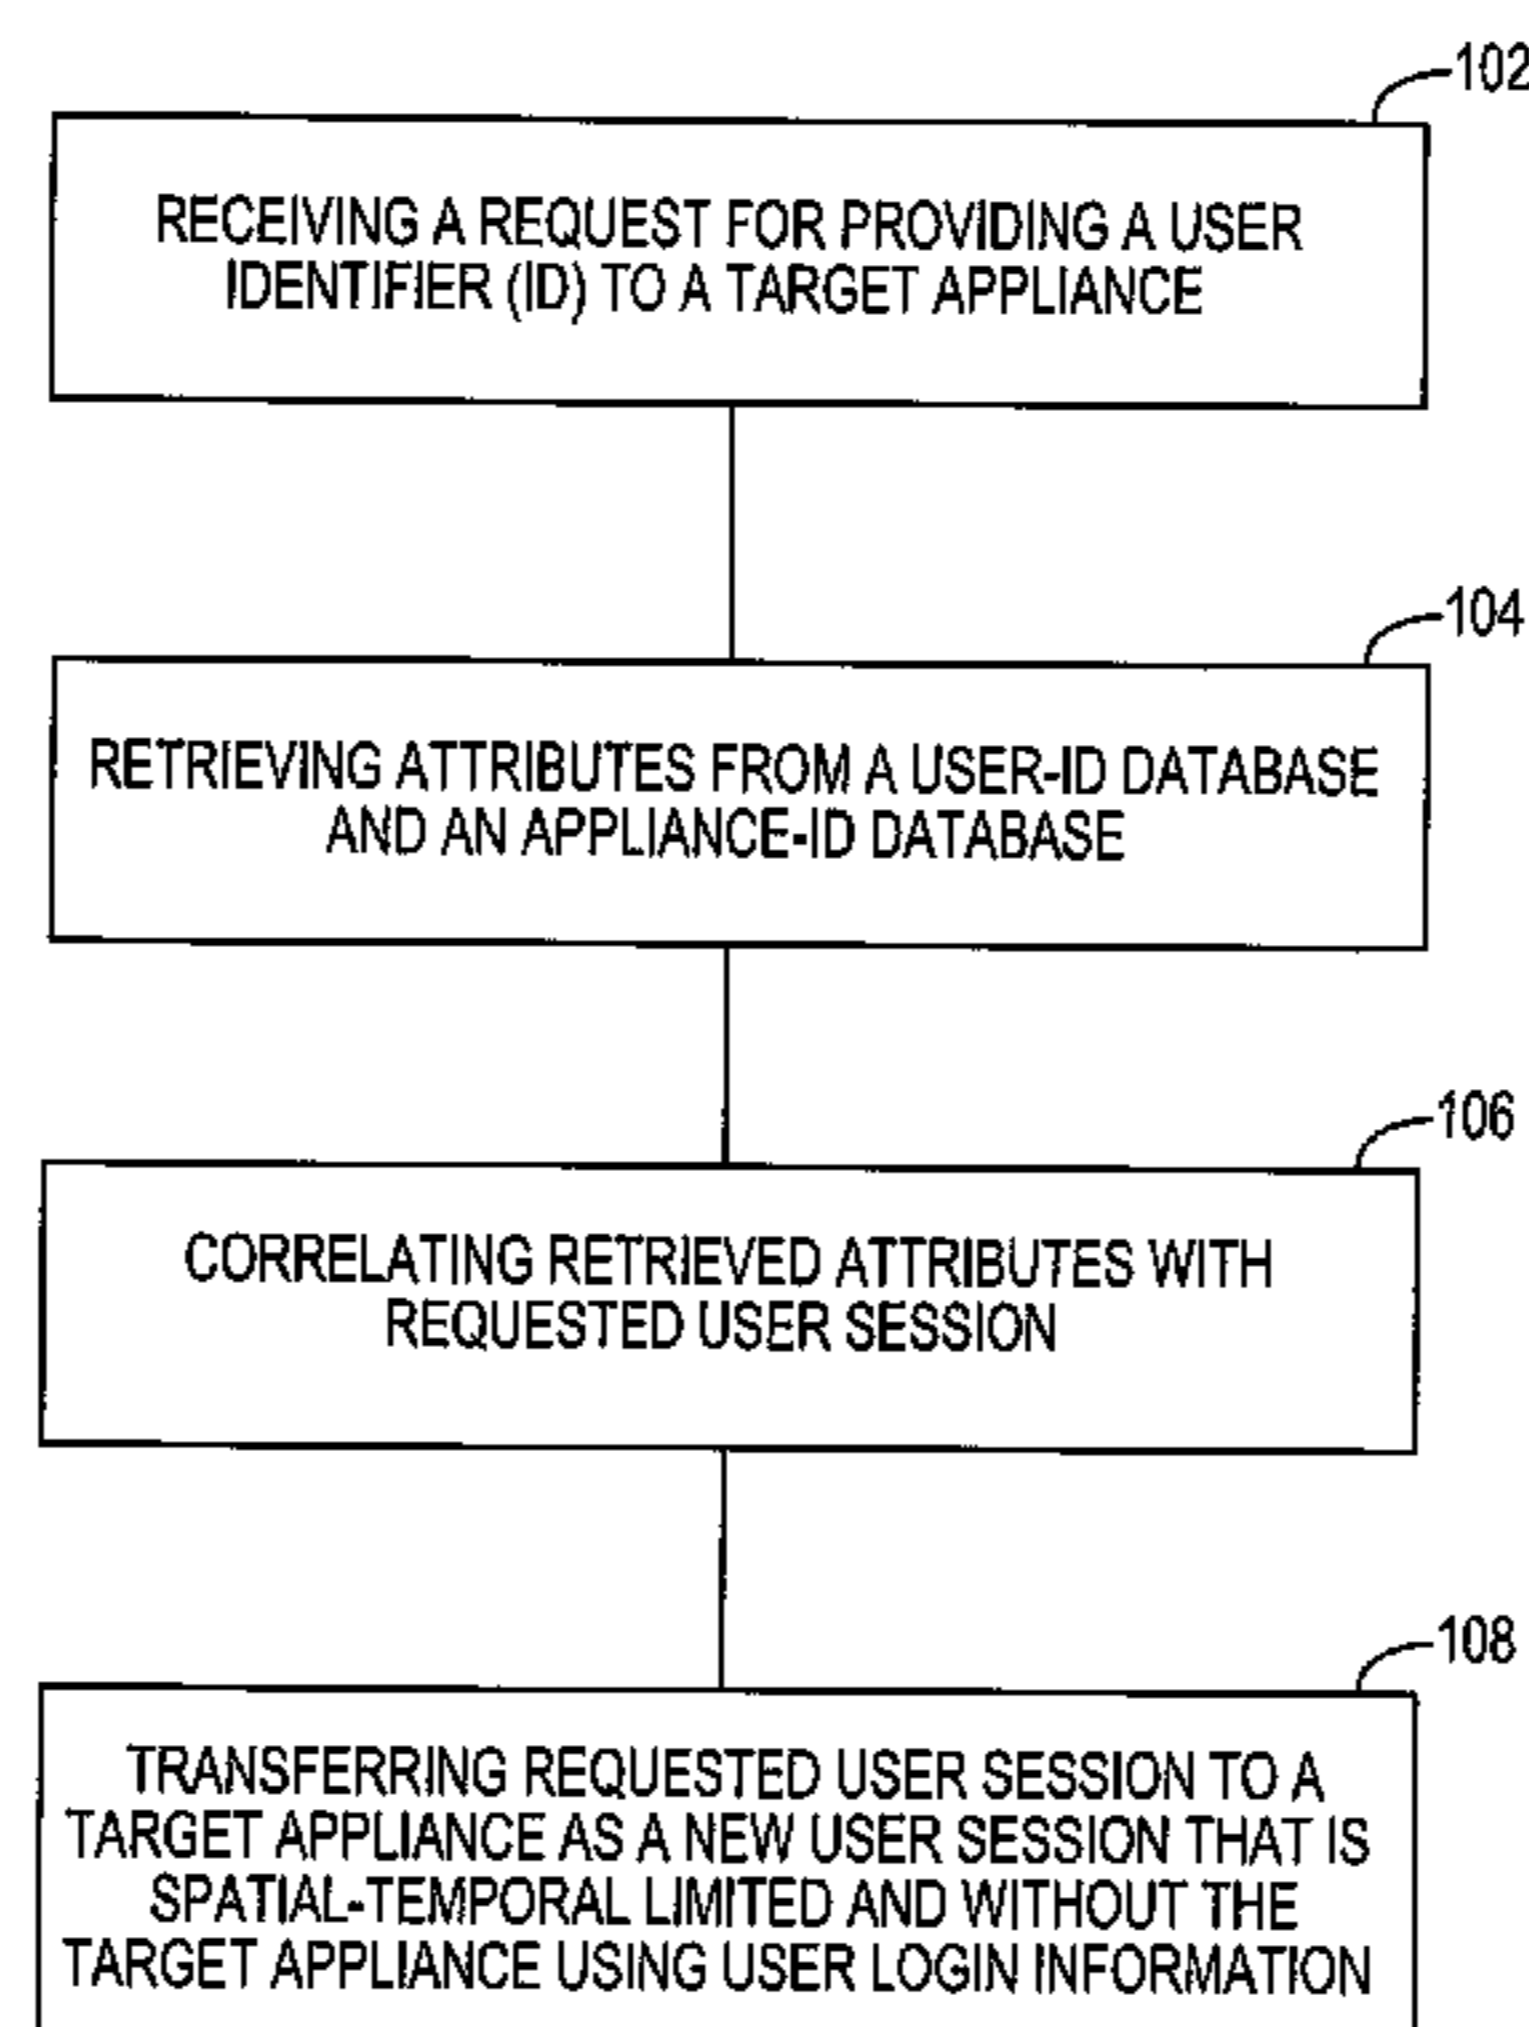 102
RECEIVING A REQUEST FOR PROVIDING A USER
IDENTIFIER (ID) TO A TARGET APPLIANCE
104
RETRIEVING ATTRIBUTES FROM A USER-ID DATABASE
AND AN APPLIANCE-ID DATABASE
106
CORRELATING RETRIEVED ATTRIBUTES WITH
REQUESTED USER SESSION
108
TRANSFERRING REQUESTED USER SESSION TO A
TARGET APPLIANCE AS A NEW USER SESSION THAT IS
SPATIAL-TEMPORAL LIMITED AND WITHOUT THE
TARGET APPLIANCE USING USER LOGIN INFORMATION